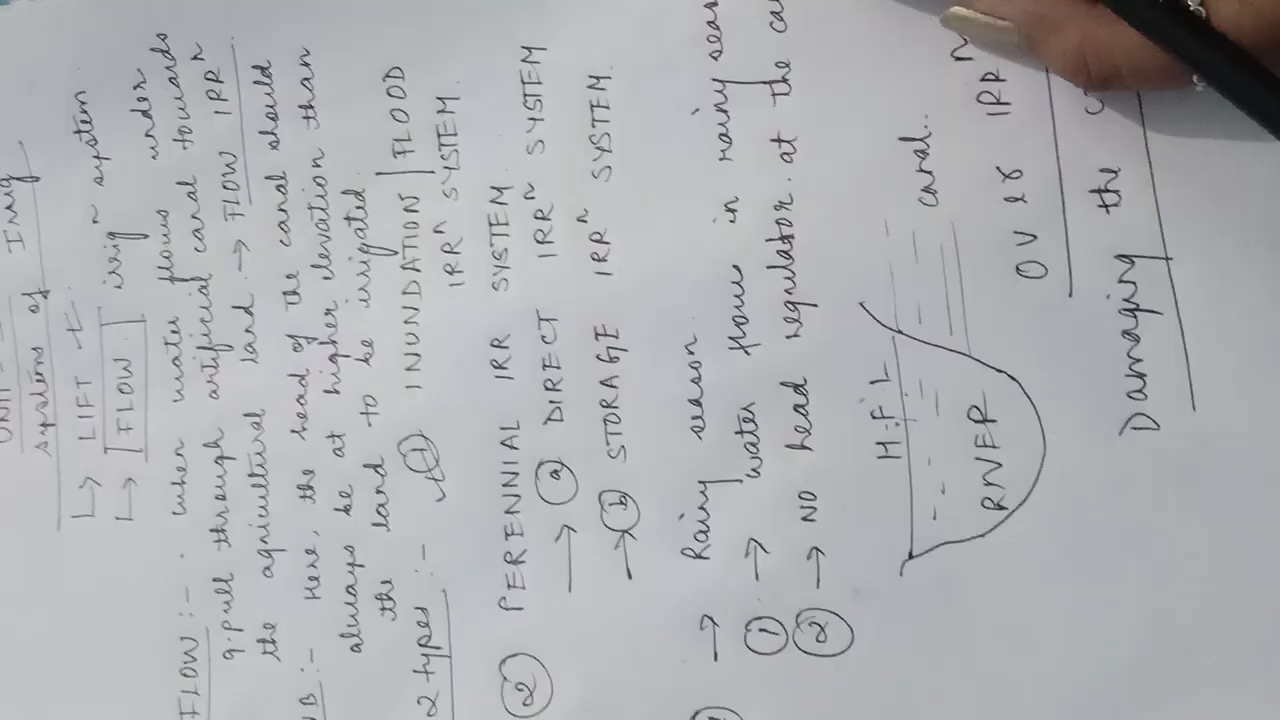 UNIT -
Systems of Irrig
↳ LIFT
↳ FLOW irrigⁿ system.
FLOW :- . when water flows under
g. pull through artificial canal towards
the agricultural land. → FLOW IRRⁿ.
NB :- Here, the head of the canal should
always be at higher elevation than
the land to be irrigated.
2 types :- ① INUNDATION / FLOOD
IRRⁿ SYSTEM.
② PERENNIAL IRR SYSTEM.
→ ⓐ DIRECT IRRⁿ SYSTEM
→ ⓑ STORAGE IRRⁿ SYSTEM.
→ Rainy season.
① → water flows in rainy seas
② → NO head regulator. at the ca
H.F.L
RIVER
canal..
OVER IRRⁿ
Damaging the c